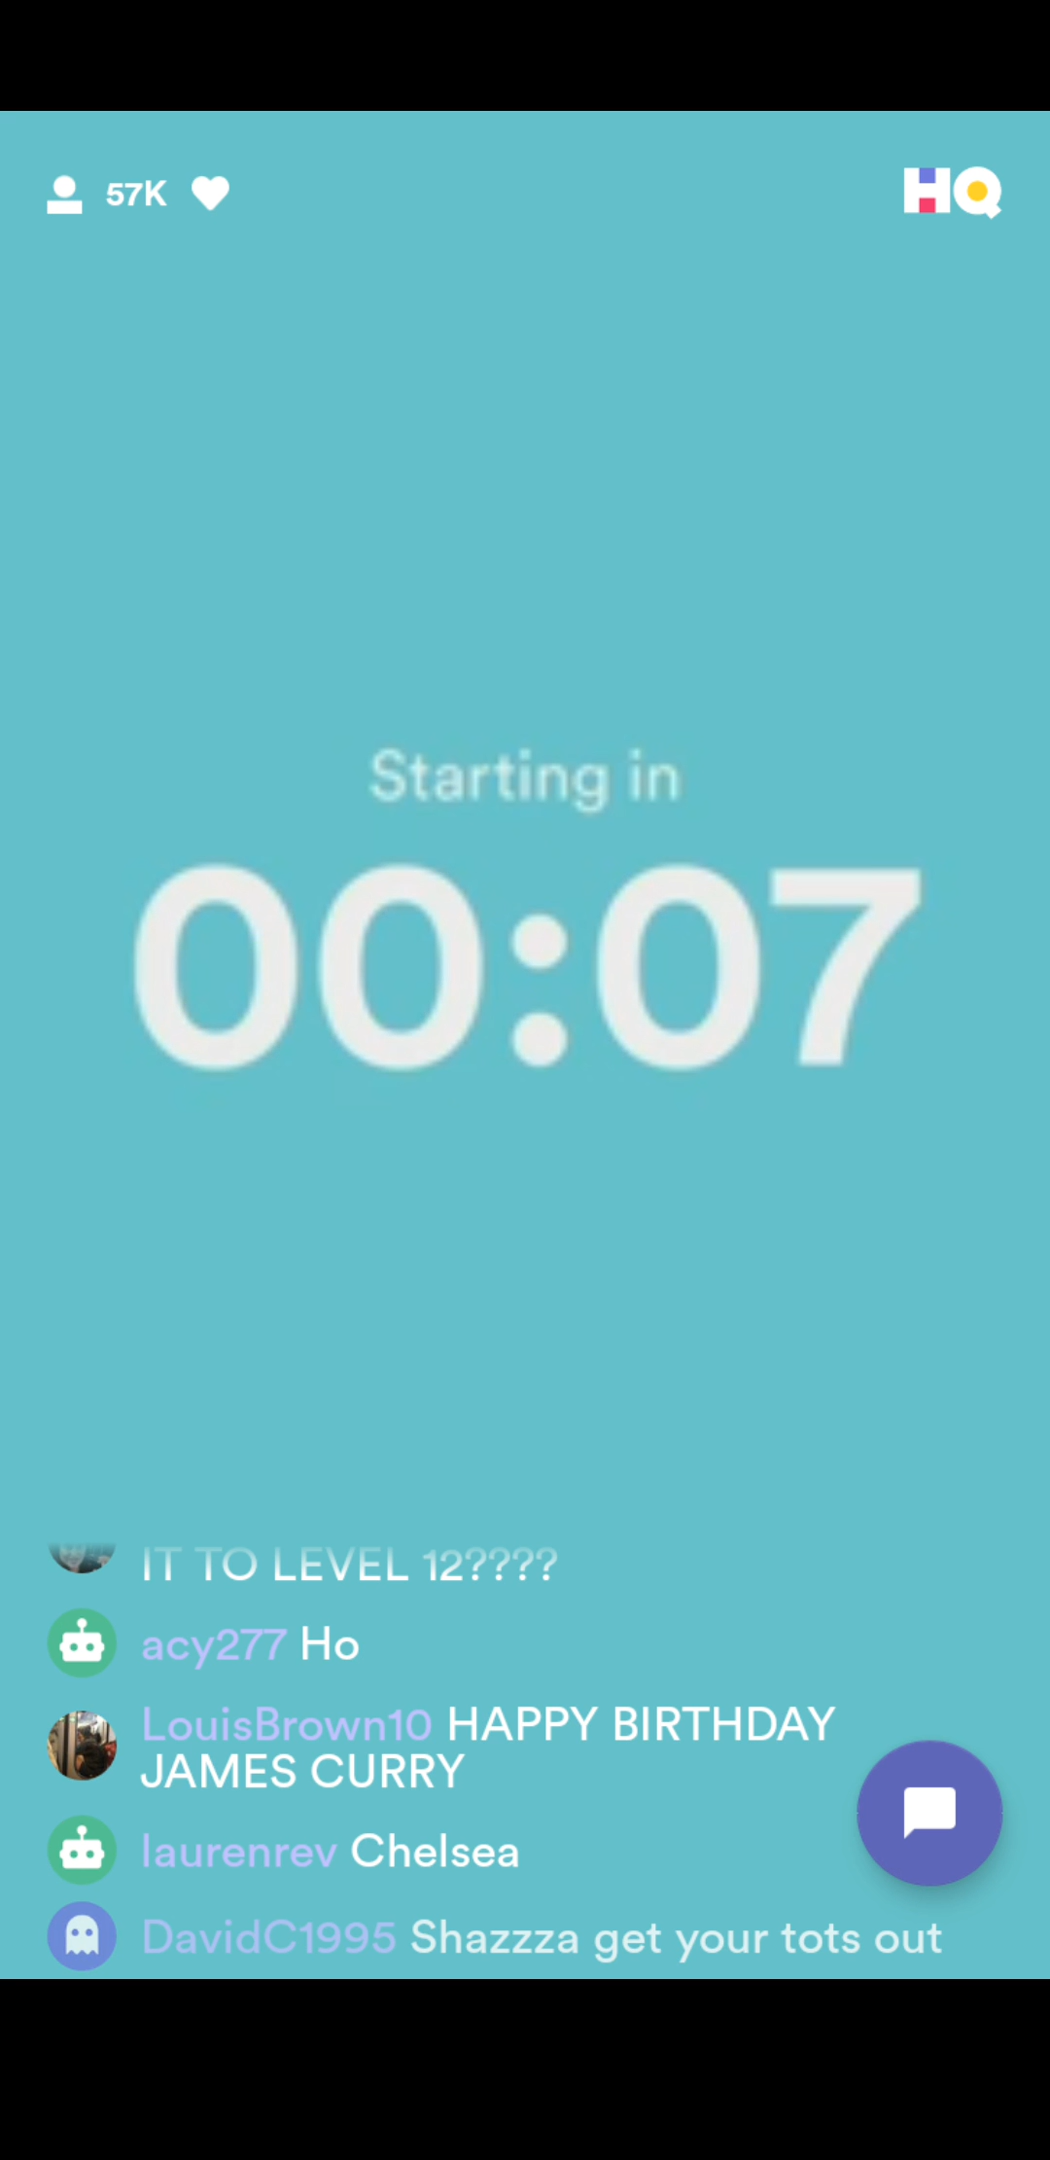 57K
HQ
Starting in
00:07
IT TO LEVEL 12????
acy277 Ho
LouisBrown10 HAPPY BIRTHDAY
JAMES CURRY
laurenrev Chelsea
DavidC1995 Shazzza get your tots out